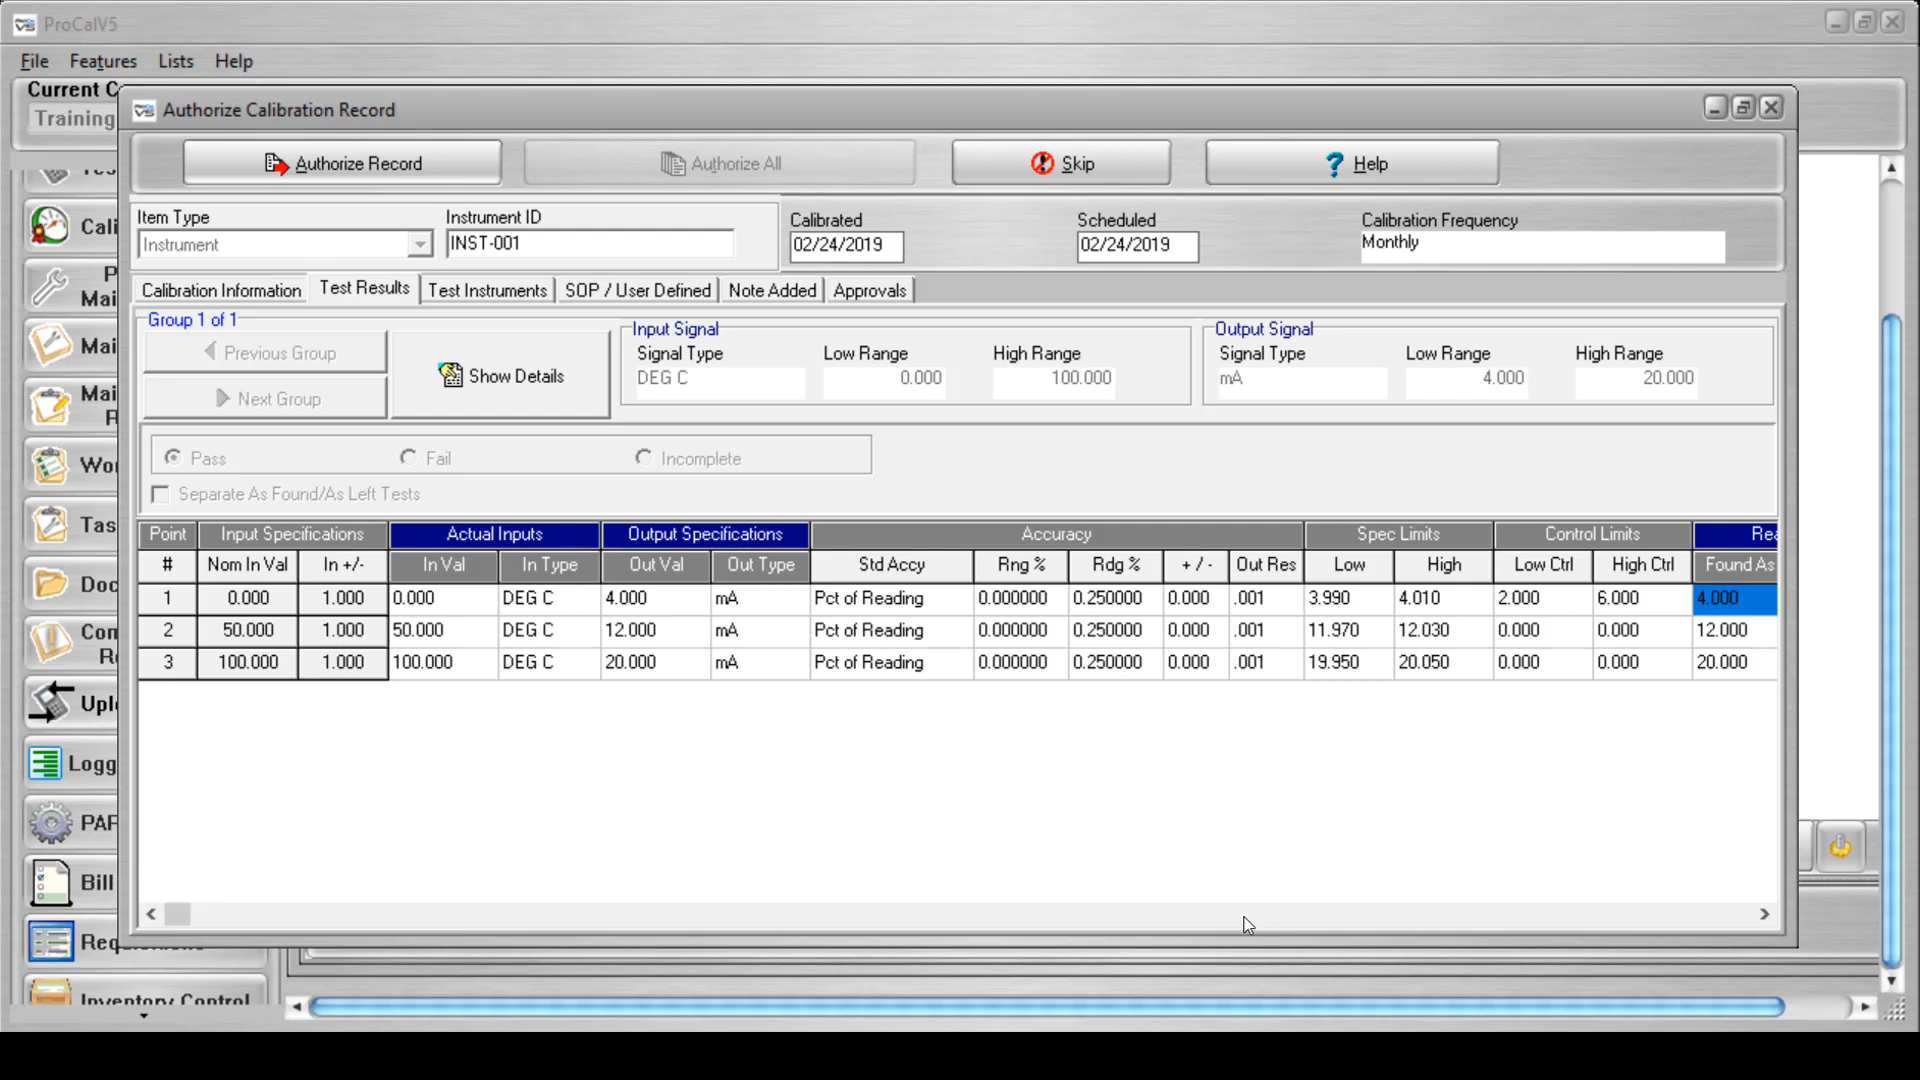 ProCalV5
File Features Lists Help
Current C
Training
Authorize Calibration Record
Authorize Record Authorize All Skip Help
Item Type Instrument ID Calibrated Scheduled Calibration Frequency
Instrument INST-001 02/24/2019 02/24/2019 Monthly
Calibration Information Test Results Test Instruments SOP / User Defined Note Added Approvals
Group 1 of 1
Previous Group
Next Group
Show Details
Input Signal
Signal Type Low Range High Range
DEG C 0.000 100.000
Output Signal
Signal Type Low Range High Range
mA 4.000 20.000
Pass Fail Incomplete
Separate As Found/As Left Tests
Point Input Specifications Actual Inputs Output Specifications Accuracy Spec Limits Control Limits Rea
# Nom In Val In +/- In Val In Type Out Val Out Type Std Accy Rng % Rdg % + / - Out Res Low High Low Ctrl High Ctrl Found As
1 0.000 1.000 0.000 DEG C 4.000 mA Pct of Reading 0.000000 0.250000 0.000 .001 3.990 4.010 2.000 6.000 4.000
2 50.000 1.000 50.000 DEG C 12.000 mA Pct of Reading 0.000000 0.250000 0.000 .001 11.970 12.030 0.000 0.000 12.000
3 100.000 1.000 100.000 DEG C 20.000 mA Pct of Reading 0.000000 0.250000 0.000 .001 19.950 20.050 0.000 0.000 20.000
Cali
P
Mai
Mai
Mai
R
Wor
Tas
Doc
Con
R
Uplo
Logg
PAF
Bill
Inventory Control